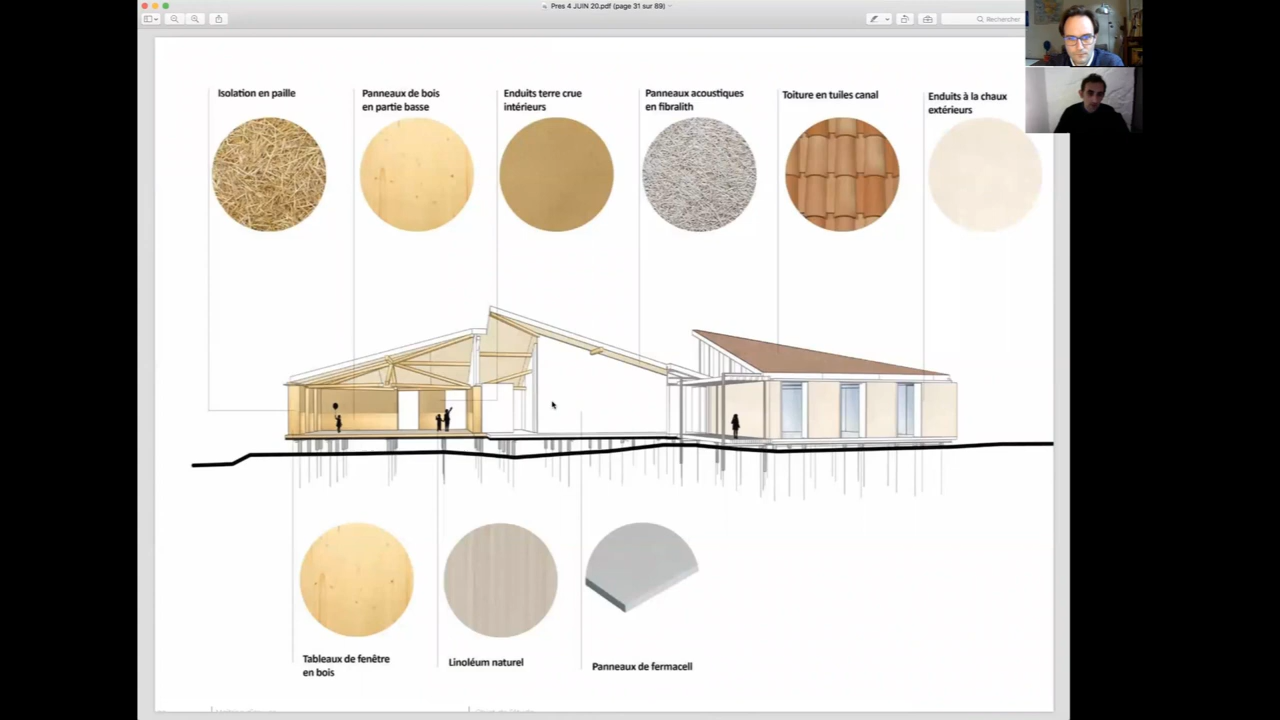 Pres 4 JUIN 20.pdf (page 31 sur 89)
Rechercher
Isolation en paille
Panneaux de bois
en partie basse
Enduits terre crue
intérieurs
Panneaux acoustiques
en fibralith
Toiture en tuiles canal
Enduits à la chaux
extérieurs
Tableaux de fenêtre
en bois
Linoléum naturel
Panneaux de fermacell